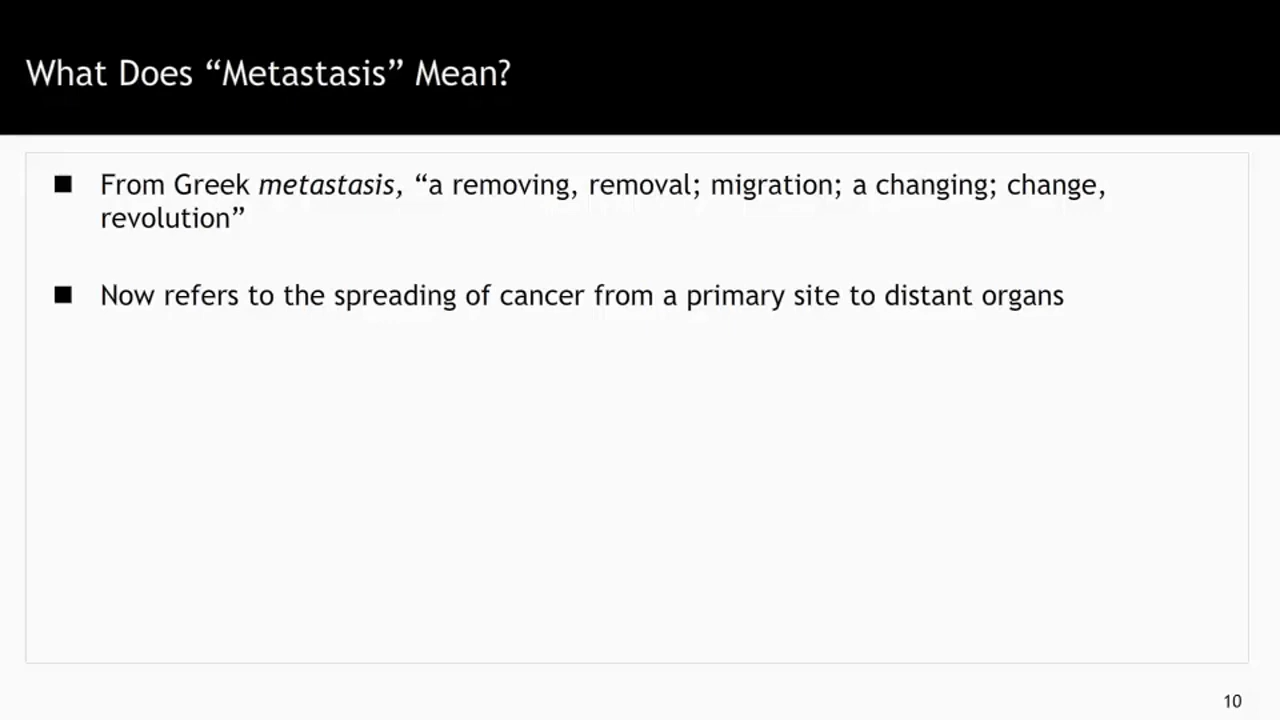 What Does “Metastasis” Mean?
■ From Greek metastasis, “a removing, removal; migration; a changing; change,
revolution”
■ Now refers to the spreading of cancer from a primary site to distant organs
10